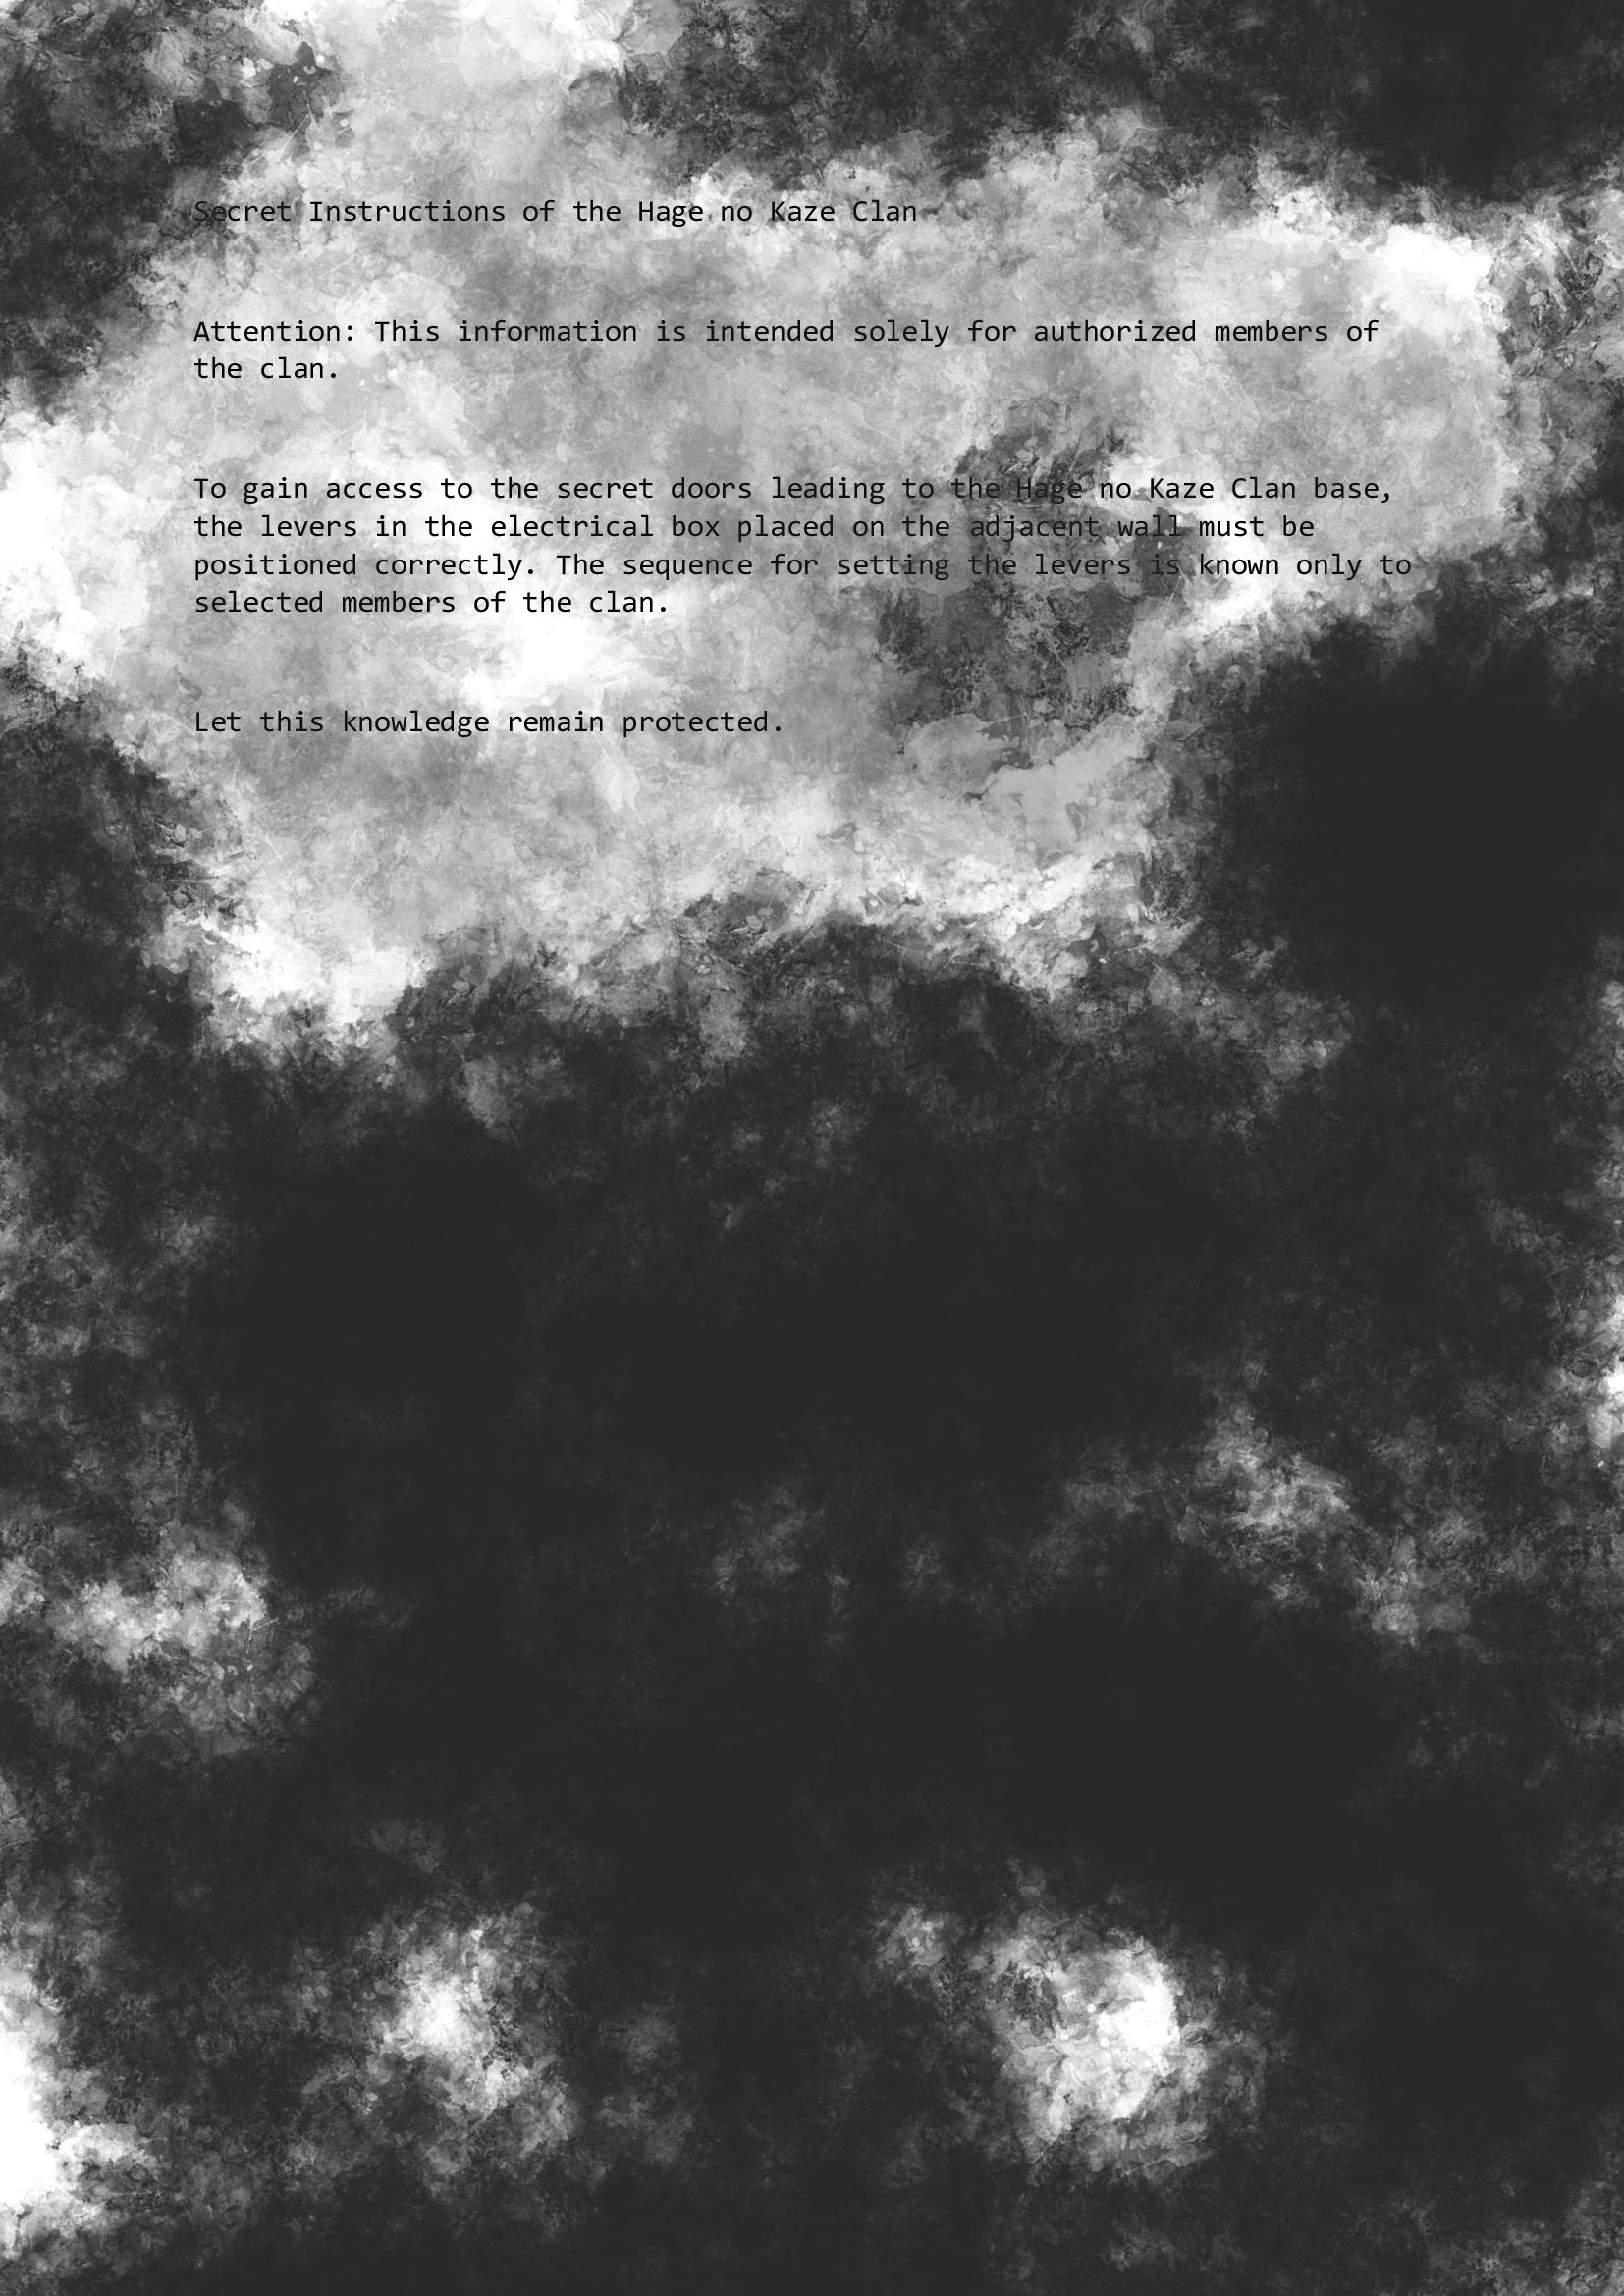 Secret Instructions of the Hage no Kaze Clan
Attention: This information is intended solely for authorized members of
the clan.
To gain access to the secret doors leading to the Hage no Kaze Clan base,
the levers in the electrical box placed on the adjacent wall must be
positioned correctly. The sequence for setting the levers is known only to
selected members of the clan.
Let this knowledge remain protected.